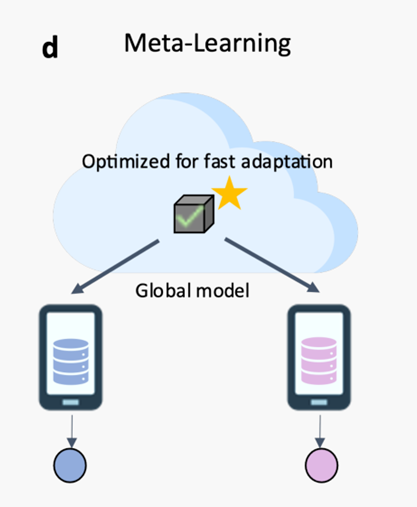 d Meta-Learning
Optimized for fast adaptation
Global model